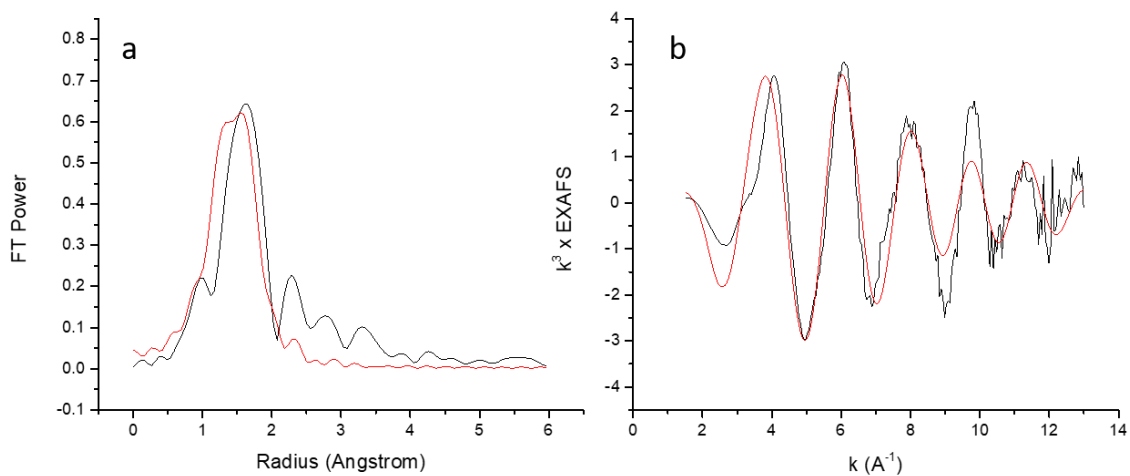 a
FT Power
0.8
0.7
0.6
0.5
0.4
0.3
0.2
0.1
0.0
-0.1
0 1 2 3 4 5 6
Radius (Angstrom)
b
k³ x EXAFS
4
3
2
1
0
-1
-2
-3
-4
2 4 6 8 10 12 14
k (A⁻¹)